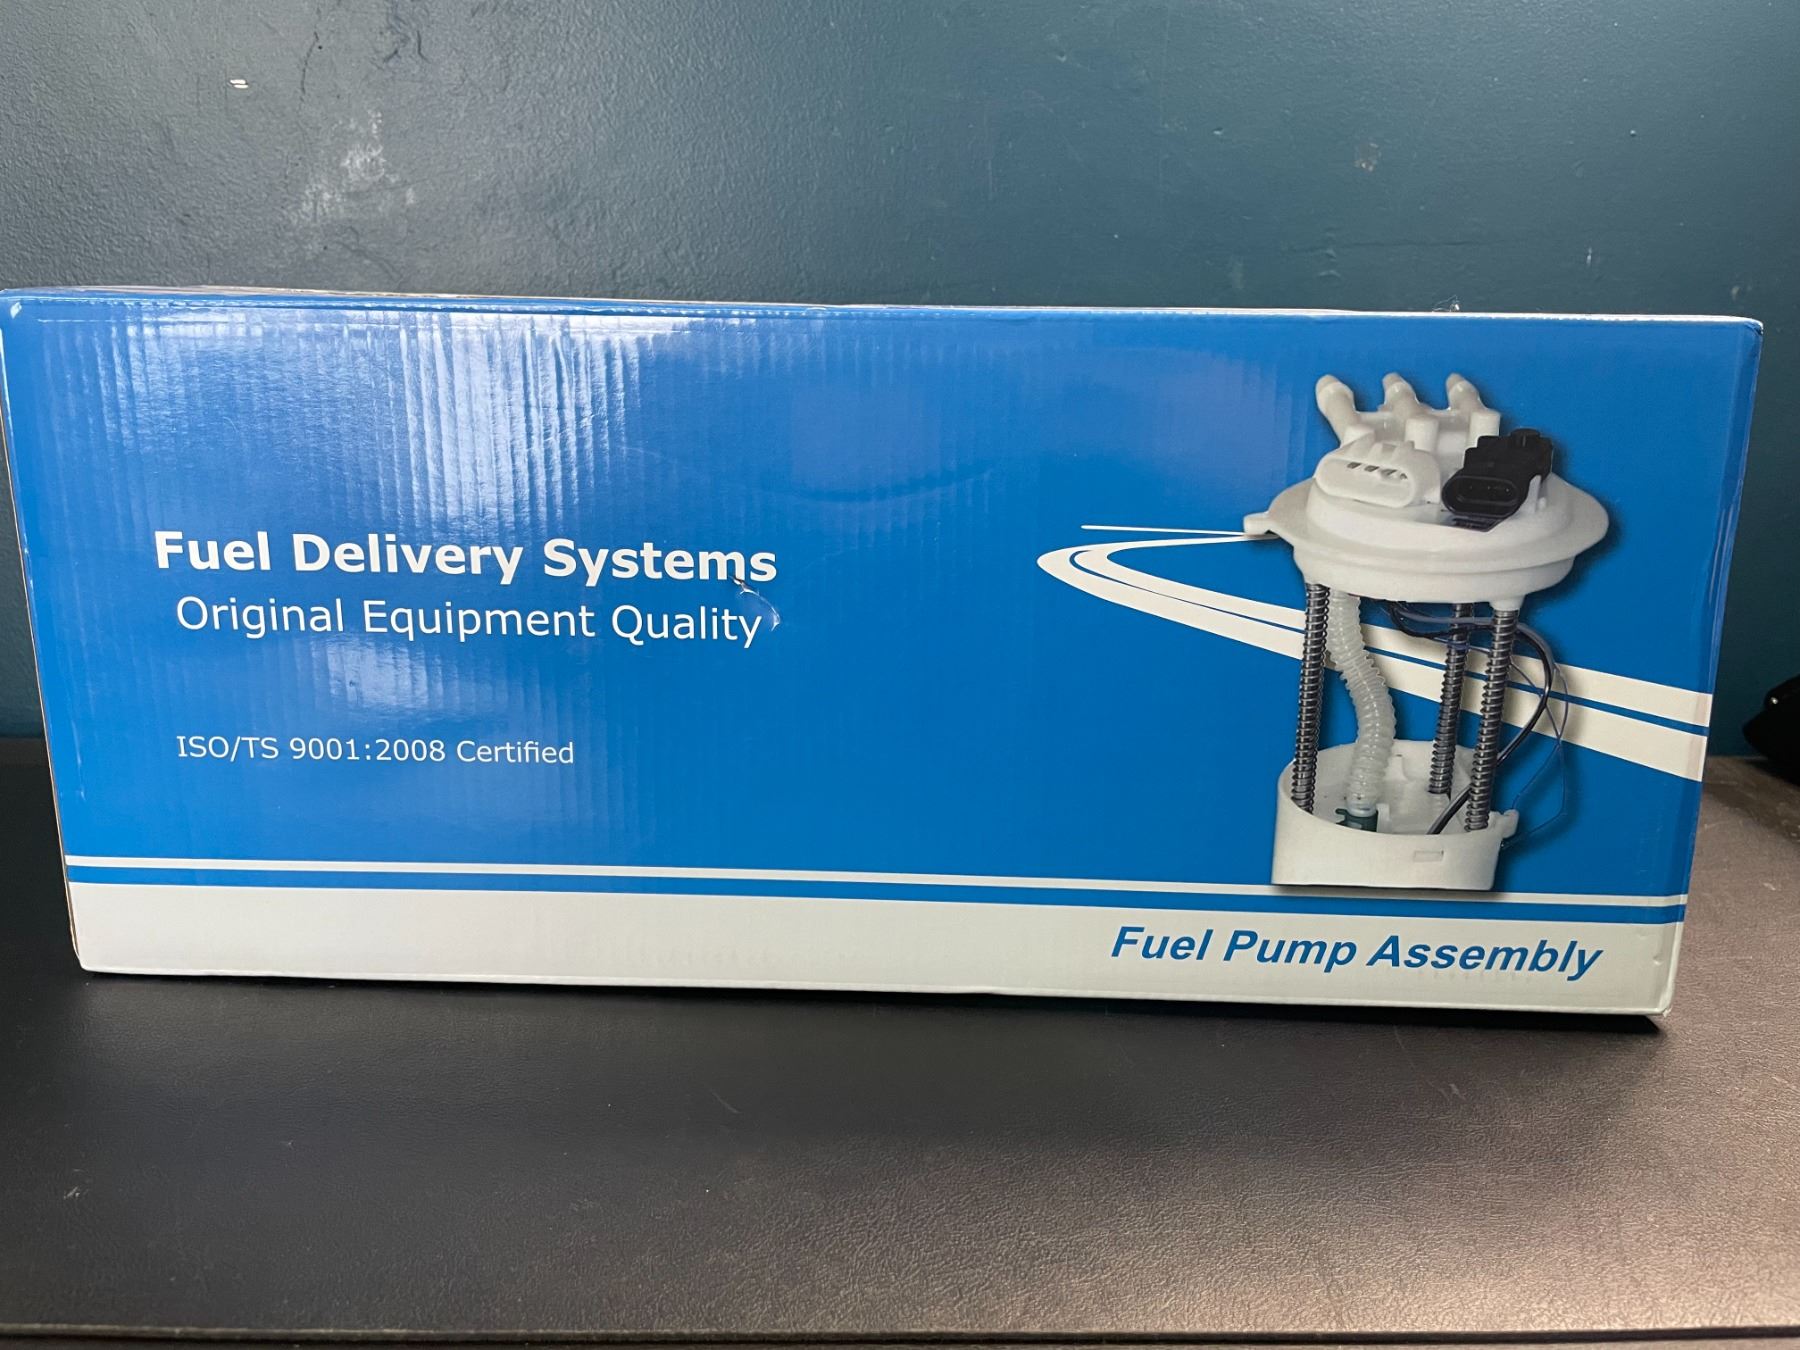 Fuel Delivery Systems
Original Equipment Quality
ISO/TS 9001:2008 Certified
Fuel Pump Assembly